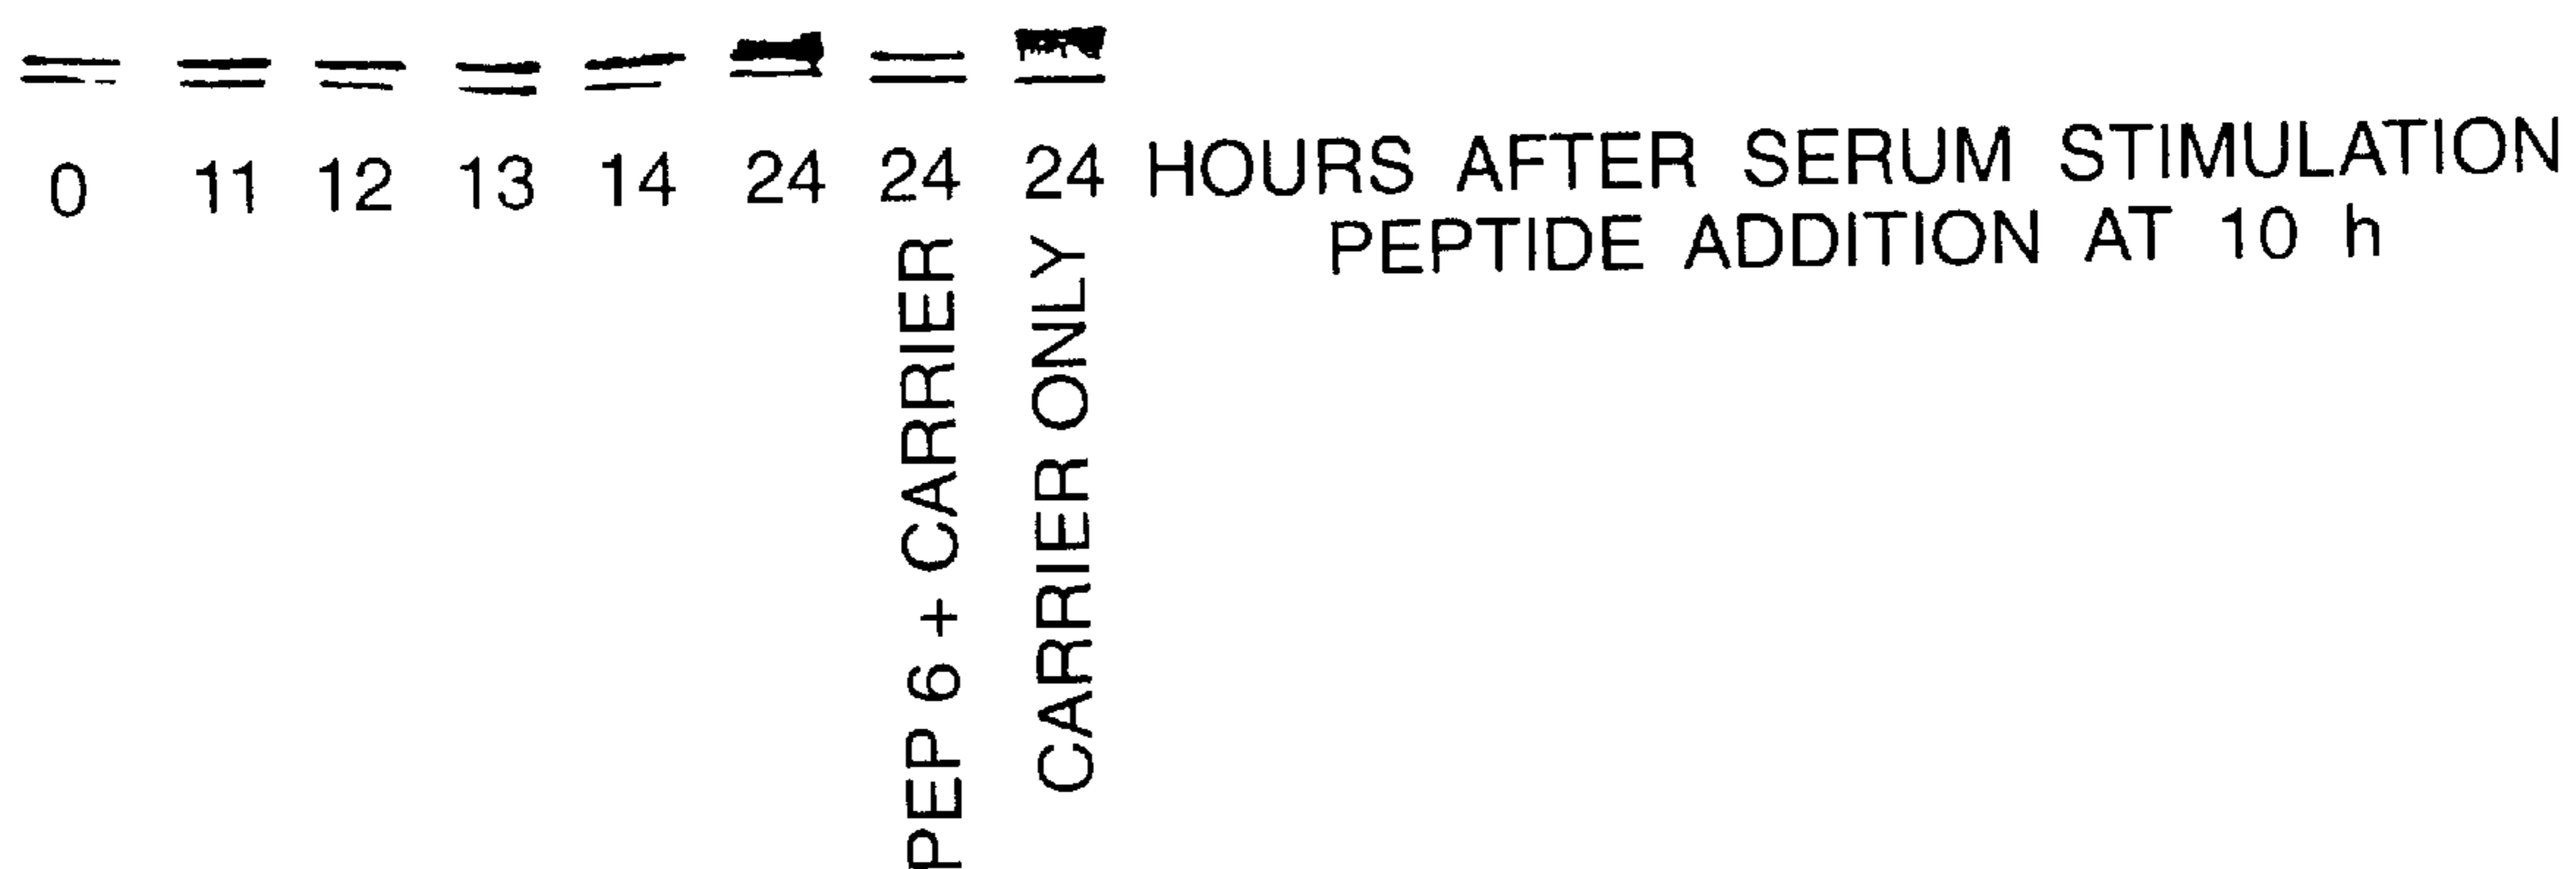 0 11 12 13 14 24 24 24 HOURS AFTER SERUM STIMULATION
PEPTIDE ADDITION AT 10 h
PEP 6 + CARRIER
CARRIER ONLY